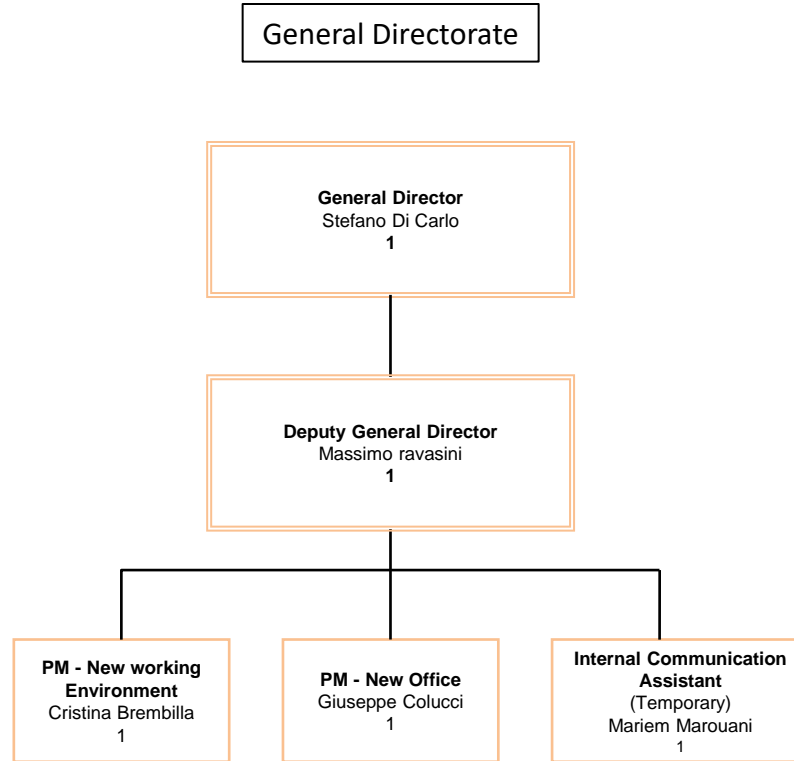 General Directorate
General Director
Stefano Di Carlo
1
Deputy General Director
Massimo ravasini
1
PM - New working
Environment
Cristina Brembilla
1
PM - New Office
Giuseppe Colucci
1
Internal Communication
Assistant
(Temporary)
Mariem Marouani
1